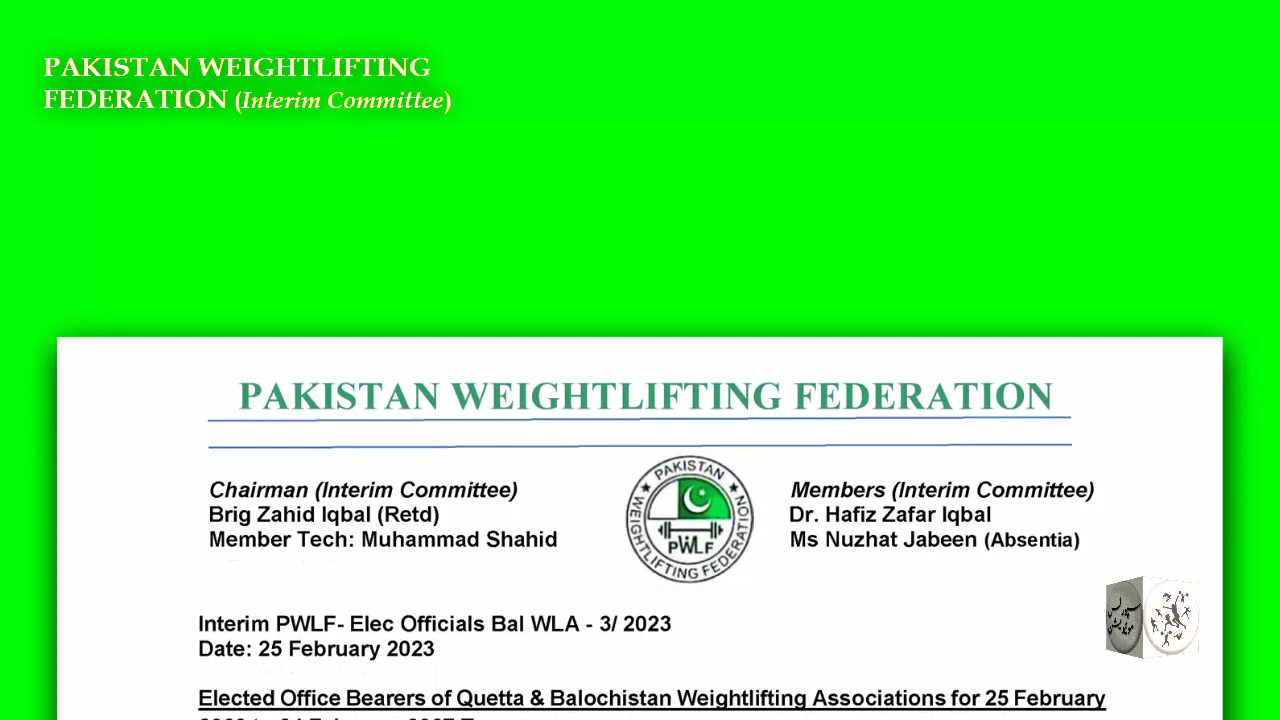 PAKISTAN WEIGHTLIFTING
FEDERATION (Interim Committee)
PAKISTAN WEIGHTLIFTING FEDERATION
Chairman (Interim Committee)
Brig Zahid Iqbal (Retd)
Member Tech: Muhammad Shahid
PAKISTAN
WEIGHTLIFTING FEDERATION
PWLF
Members (Interim Committee)
Dr. Hafiz Zafar Iqbal
Ms Nuzhat Jabeen (Absentia)
Interim PWLF- Elec Officials Bal WLA - 3/ 2023
Date: 25 February 2023
Elected Office Bearers of Quetta & Balochistan Weightlifting Associations for 25 February